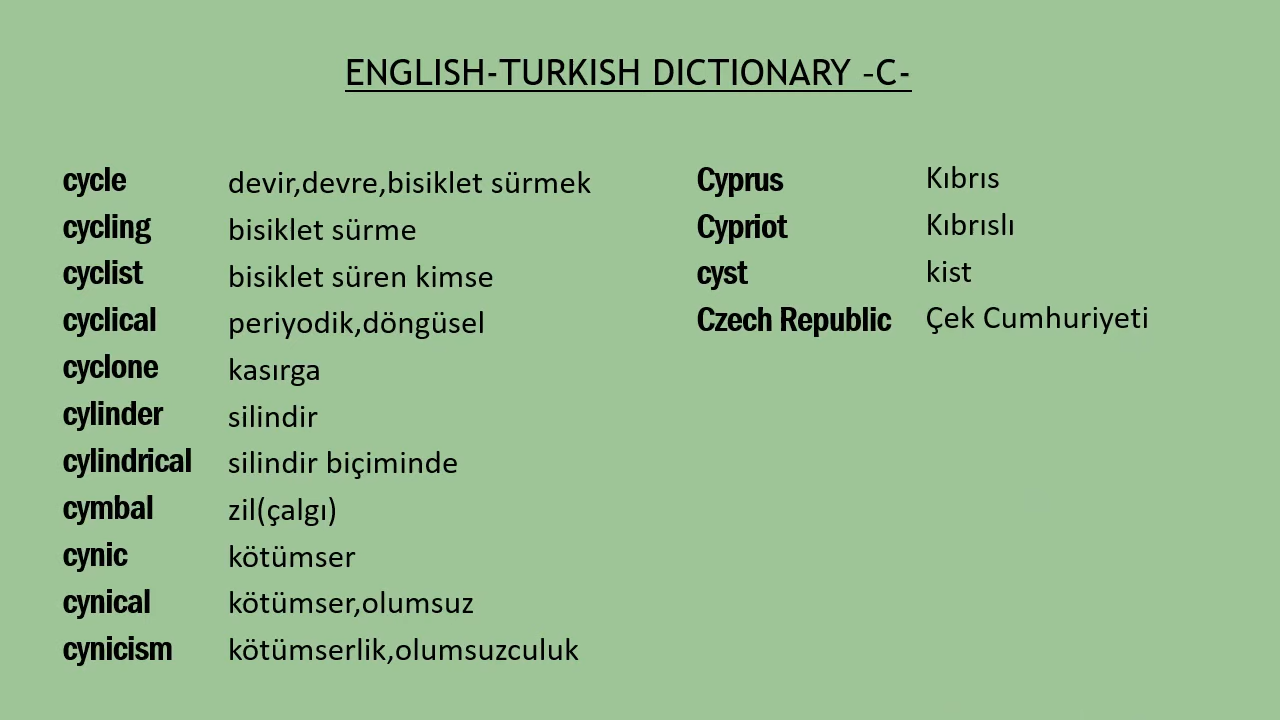 ENGLISH-TURKISH DICTIONARY –C-
cycle devir,devre,bisiklet sürmek
cycling bisiklet sürme
cyclist bisiklet süren kimse
cyclical periyodik,döngüsel
cyclone kasırga
cylinder silindir
cylindrical silindir biçiminde
cymbal zil(çalgı)
cynic kötümser
cynical kötümser,olumsuz
cynicism kötümserlik,olumsuzculuk
Cyprus Kıbrıs
Cypriot Kıbrıslı
cyst kist
Czech Republic Çek Cumhuriyeti